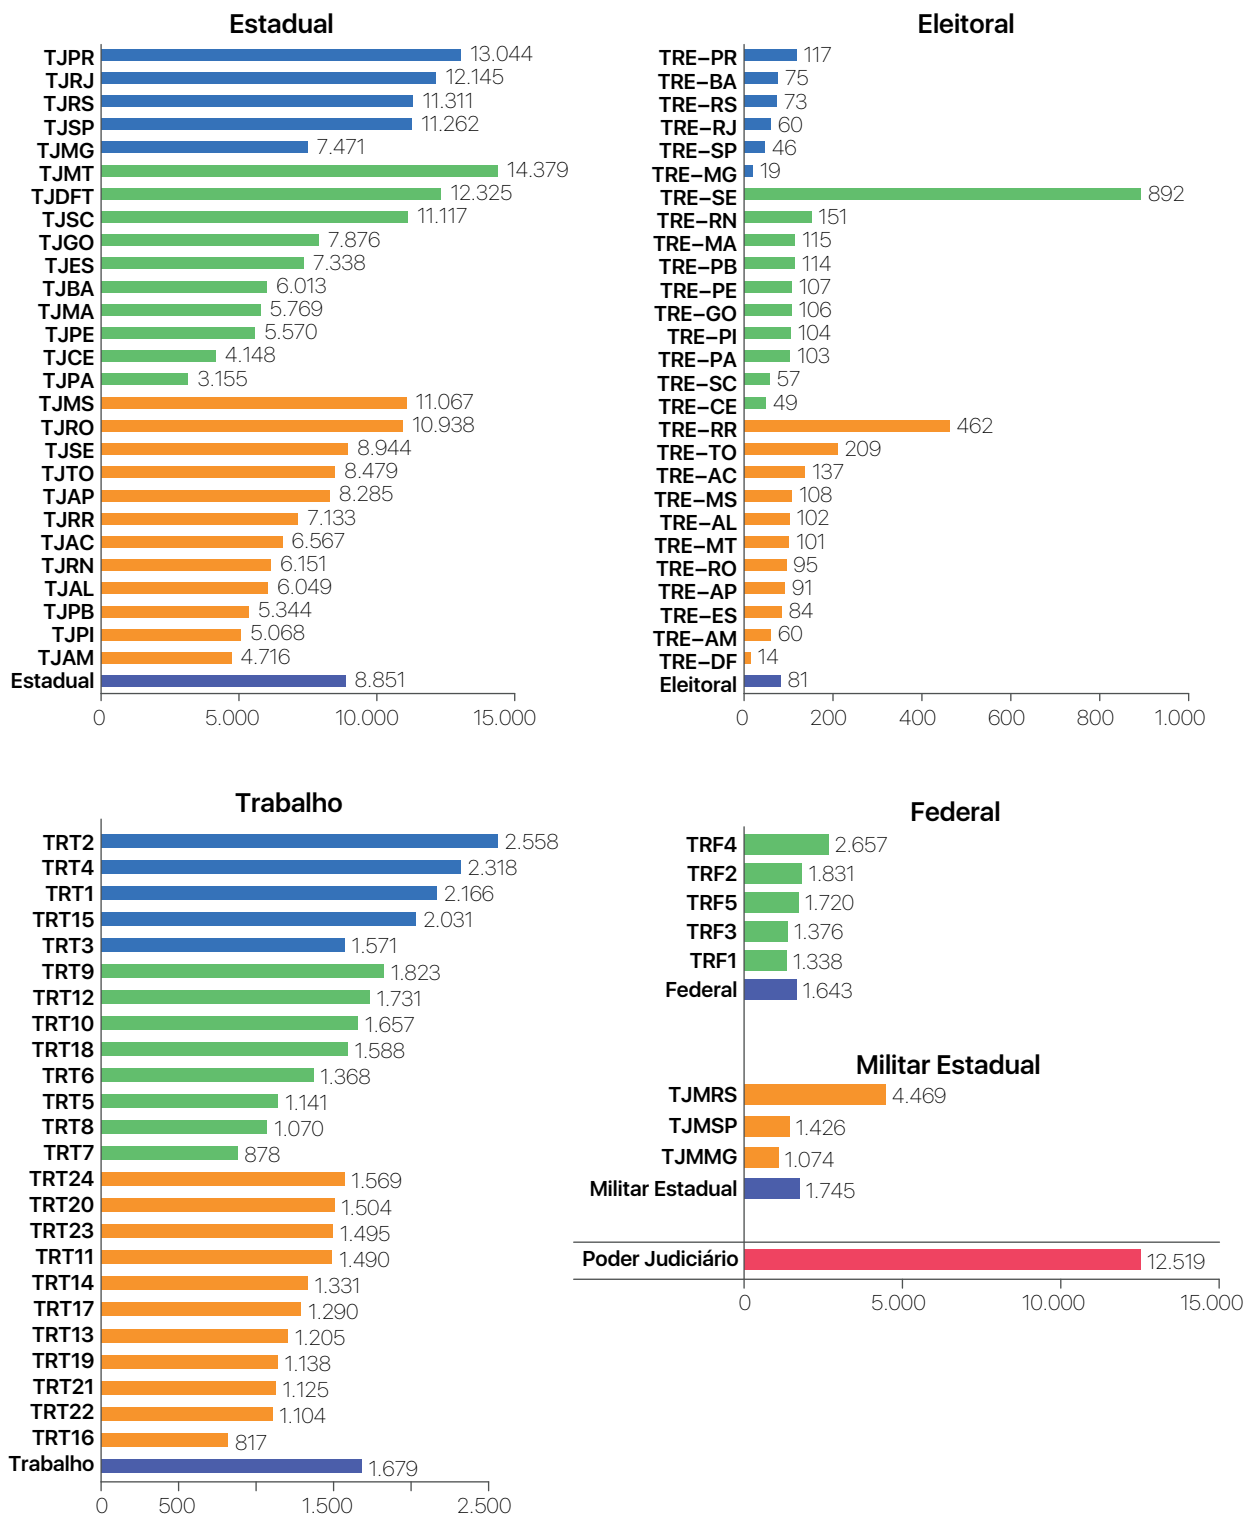 Estadual
TJPR 13.044
TJRJ 12.145
TJRS 11.311
TJSP 11.262
TJMG 7.471
TJMT 14.379
TJDFT 12.325
TJSC 11.117
TJGO 7.876
TJES 7.338
TJBA 6.013
TJMA 5.769
TJPE 5.570
TJCE 4.148
TJPA 3.155
TJMS 11.067
TJRO 10.938
TJSE 8.944
TJTO 8.479
TJAP 8.285
TJRR 7.133
TJAC 6.567
TJRN 6.151
TJAL 6.049
TJPB 5.344
TJPI 5.068
TJAM 4.716
Estadual 8.851
0 5.000 10.000 15.000
Eleitoral
TRE–PR 117
TRE–BA 75
TRE–RS 73
TRE–RJ 60
TRE–SP 46
TRE–MG 19
TRE–SE 892
TRE–RN 151
TRE–MA 115
TRE–PB 114
TRE–PE 107
TRE–GO 106
TRE–PI 104
TRE–PA 103
TRE–SC 57
TRE–CE 49
TRE–RR 462
TRE–TO 209
TRE–AC 137
TRE–MS 108
TRE–AL 102
TRE–MT 101
TRE–RO 95
TRE–AP 91
TRE–ES 84
TRE–AM 60
TRE–DF 14
Eleitoral 81
0 200 400 600 800 1.000
Trabalho
TRT2 2.558
TRT4 2.318
TRT1 2.166
TRT15 2.031
TRT3 1.571
TRT9 1.823
TRT12 1.731
TRT10 1.657
TRT18 1.588
TRT6 1.368
TRT5 1.141
TRT8 1.070
TRT7 878
TRT24 1.569
TRT20 1.504
TRT23 1.495
TRT11 1.490
TRT14 1.331
TRT17 1.290
TRT13 1.205
TRT19 1.138
TRT21 1.125
TRT22 1.104
TRT16 817
Trabalho 1.679
0 500 1.500 2.500
Federal
TRF4 2.657
TRF2 1.831
TRF5 1.720
TRF3 1.376
TRF1 1.338
Federal 1.643
Militar Estadual
TJMRS 4.469
TJMSP 1.426
TJMMG 1.074
Militar Estadual 1.745
Poder Judiciário 12.519
0 5.000 10.000 15.000